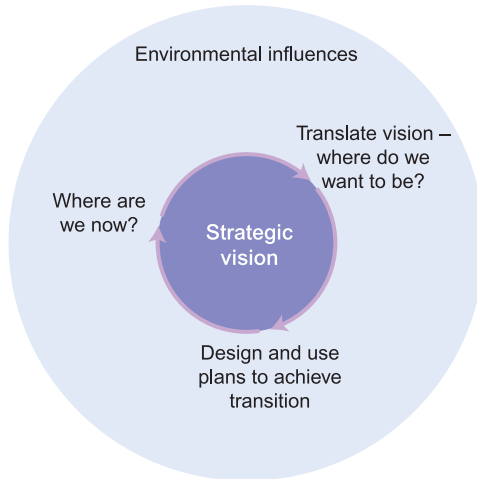 Environmental influences
Translate vision –
where do we
want to be?
Where are
we now?
Strategic
vision
Design and use
plans to achieve
transition